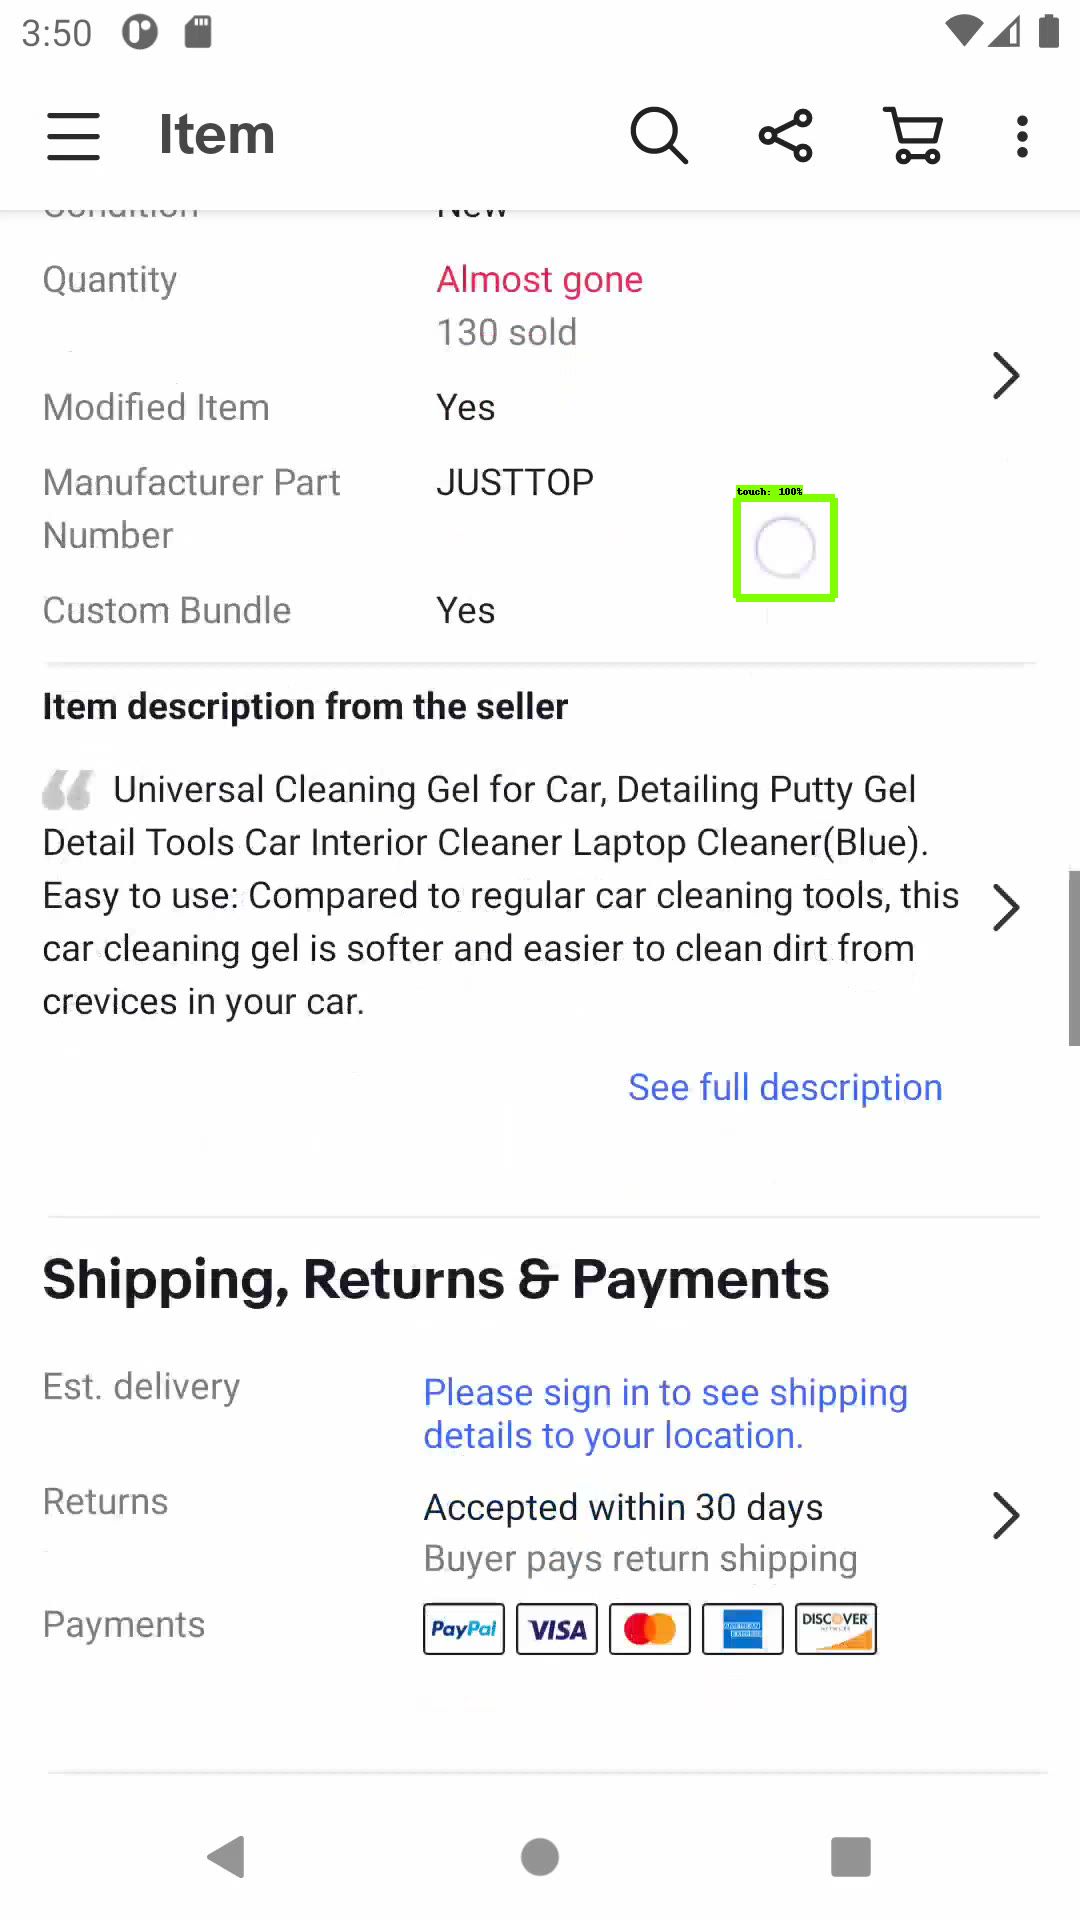 3:50
Item
Condition New
Quantity Almost gone
130 sold
Modified Item Yes
Manufacturer Part JUSTTOP
Number
touch: 100%
Custom Bundle Yes
Item description from the seller
Universal Cleaning Gel for Car, Detailing Putty Gel
Detail Tools Car Interior Cleaner Laptop Cleaner(Blue).
Easy to use: Compared to regular car cleaning tools, this
car cleaning gel is softer and easier to clean dirt from
crevices in your car.
See full description
Shipping, Returns & Payments
Est. delivery Please sign in to see shipping
details to your location.
Returns Accepted within 30 days
Buyer pays return shipping
Payments PayPal VISA AMERICAN EXPRESS DISCOVER